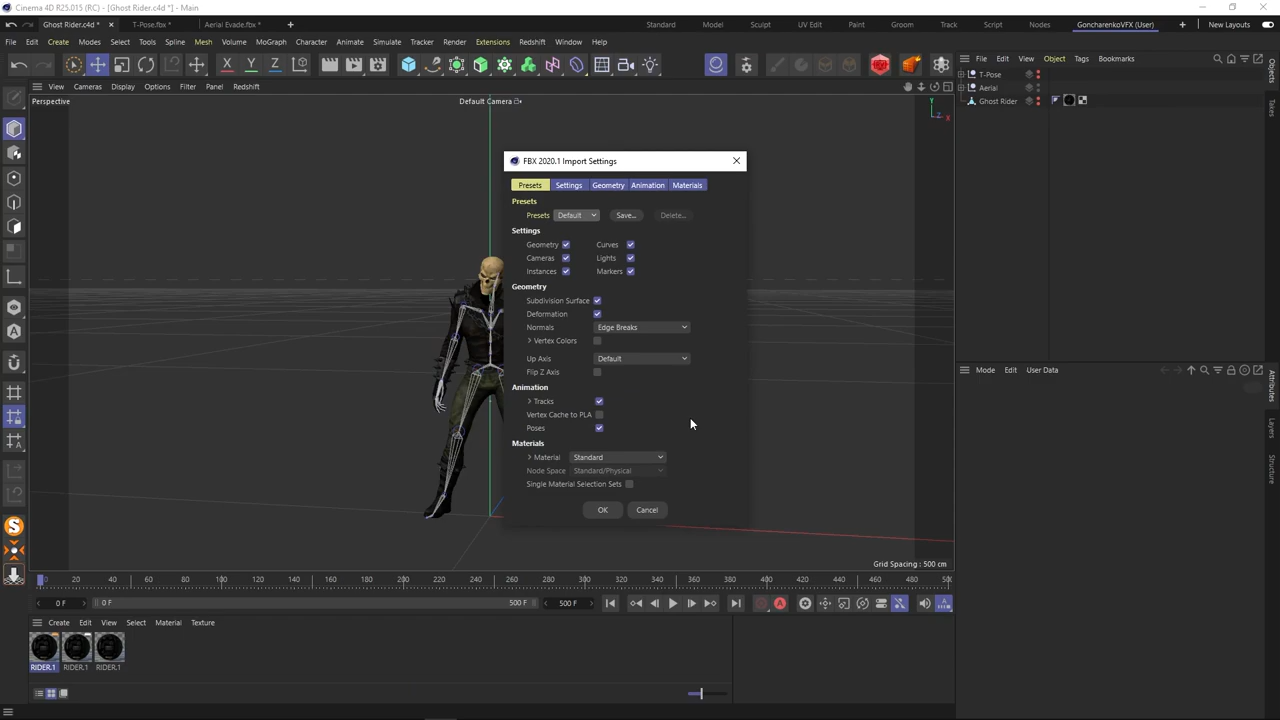 Cinema 4D R25.015 (RC) - [Ghost Rider.c4d *] - Main
Ghost Rider.c4d * × T-Pose.fbx * Aerial Evade.fbx * Standard Model Sculpt UV Edit Paint Groom Track Script Nodes GoncharenkoVFX (User) + New Layouts
File Edit Create Modes Select Tools Spline Mesh Volume MoGraph Character Animate Simulate Tracker Render Extensions Redshift Window Help
File Edit View Object Tags Bookmarks
X Y Z
T-Pose
Aerial
Ghost Rider
View Cameras Display Options Filter Panel Redshift
Perspective Default Camera
Y
X
FBX 2020.1 Import Settings
Presets Settings Geometry Animation Materials
Presets
Presets Default Save... Delete...
Settings
Geometry Curves
Cameras Lights
Instances Markers
Geometry
Subdivision Surface
Deformation
Normals Edge Breaks
Vertex Colors
Up Axis Default
Flip Z Axis
Animation
Tracks
Vertex Cache to PLA
Poses
Materials
Material Standard
Node Space Standard/Physical
Single Material Selection Sets
OK Cancel
Mode Edit User Data
Objects
Takes
Attributes
Layers
Structure
Grid Spacing : 500 cm
0 20 40 60 80 100 120 140 160 180 200 220 240 260 280 300 320 340 360 380 400 420 440 460 480 50
0 F 0 F 500 F 500 F
Create Edit View Select Material Texture
RIDER.1 RIDER.1 RIDER.1